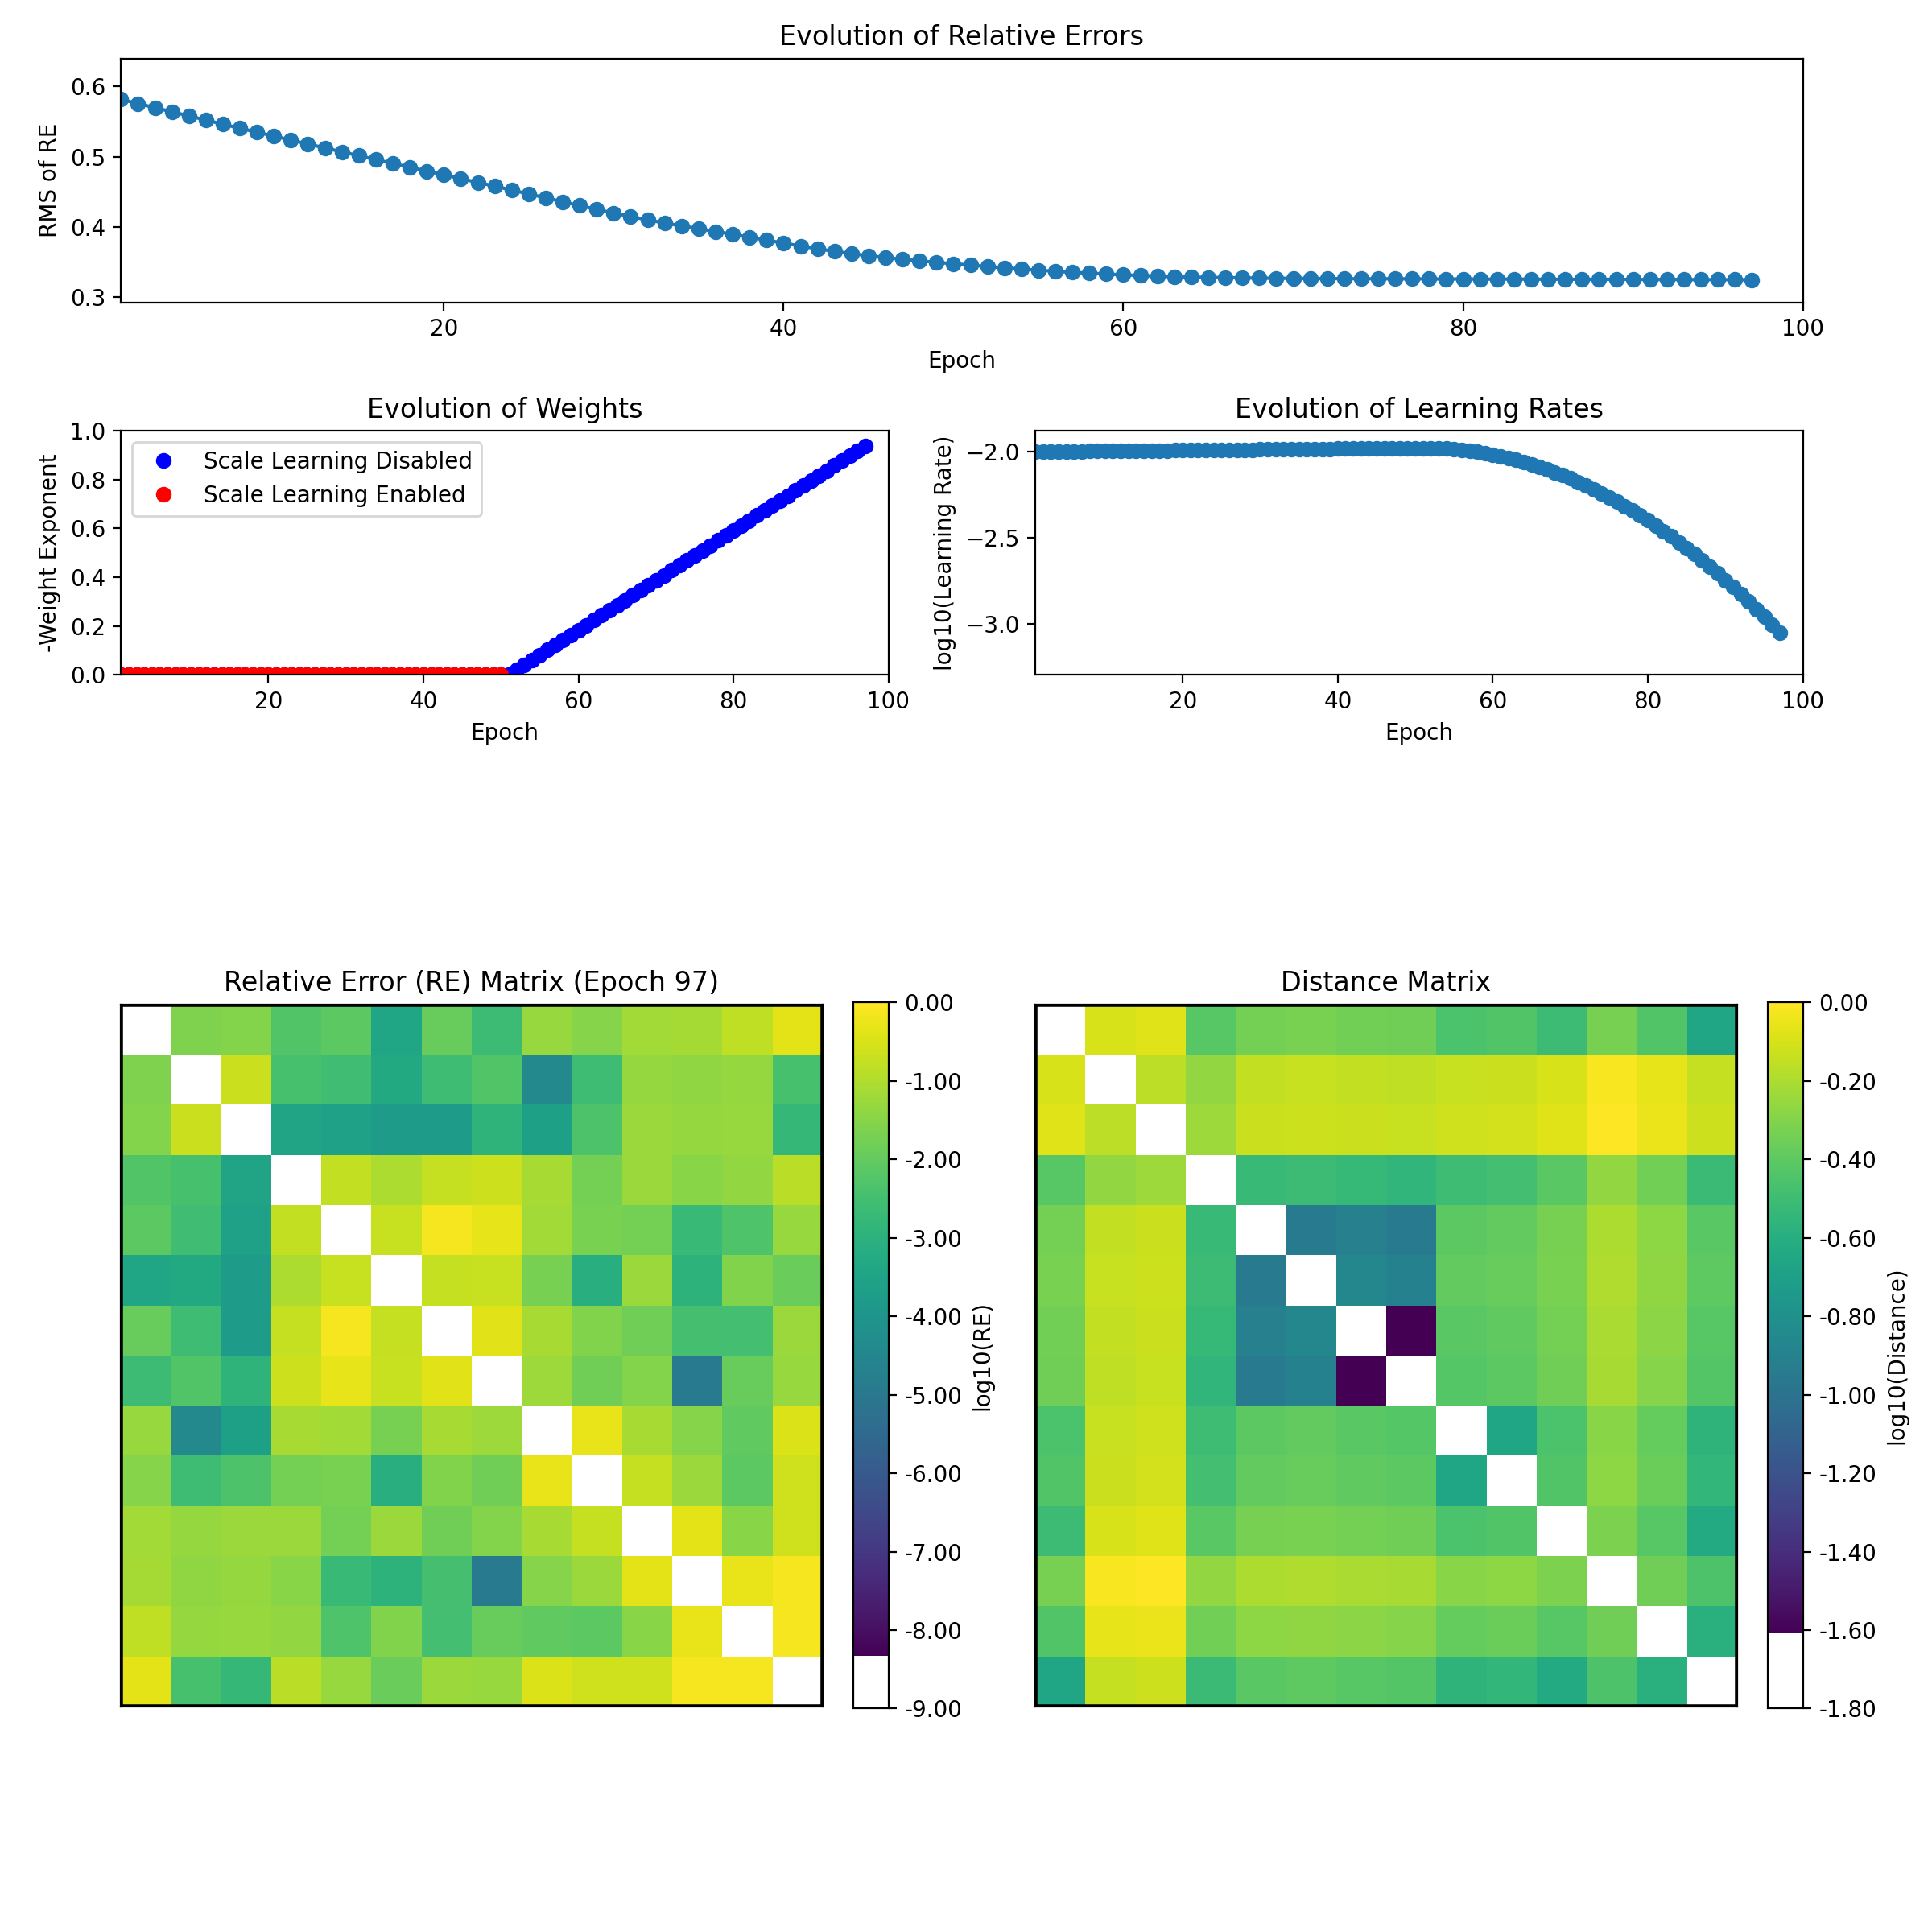 Evolution of Relative Errors
RMS of RE
0.6
0.5
0.4
0.3
20 40 60 80 100
Epoch
Evolution of Weights
-Weight Exponent
1.0
0.8
0.6
0.4
0.2
0.0
Scale Learning Disabled
Scale Learning Enabled
20 40 60 80 100
Epoch
Evolution of Learning Rates
log10(Learning Rate)
−2.0
−2.5
−3.0
20 40 60 80 100
Epoch
Relative Error (RE) Matrix (Epoch 97)
0.00
-1.00
-2.00
-3.00
-4.00
-5.00
-6.00
-7.00
-8.00
-9.00
log10(RE)
Distance Matrix
0.00
-0.20
-0.40
-0.60
-0.80
-1.00
-1.20
-1.40
-1.60
-1.80
log10(Distance)